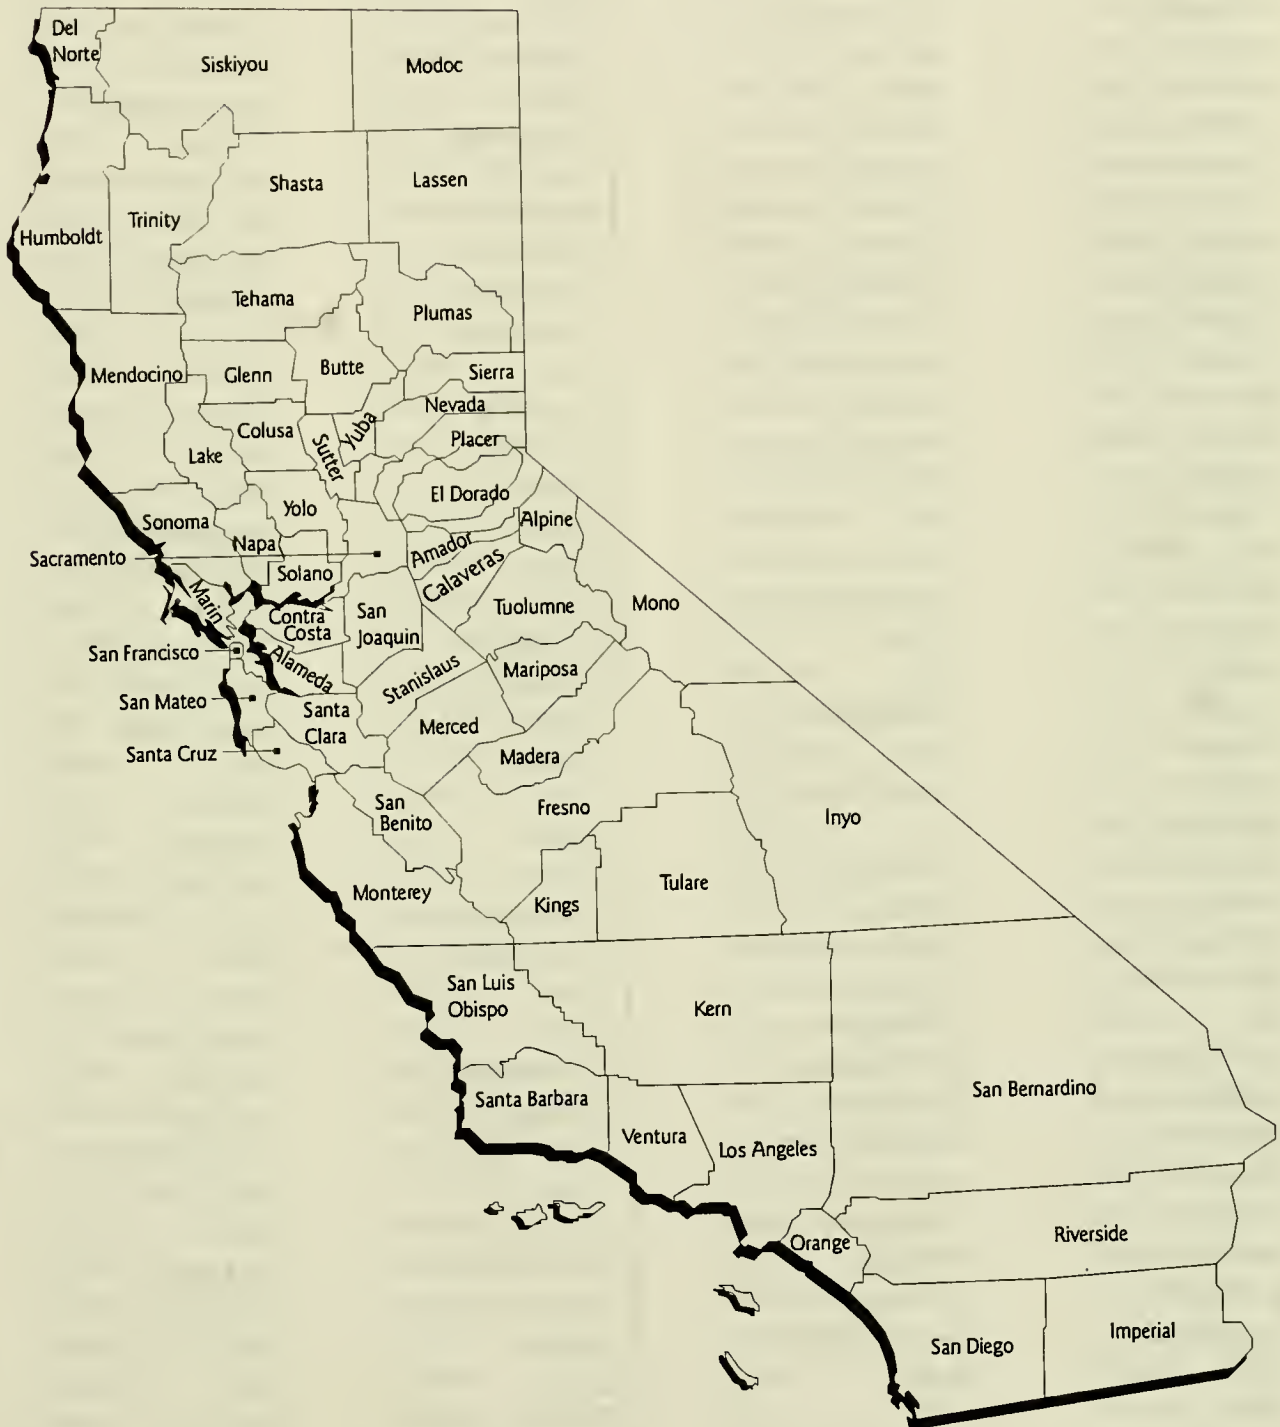 Del
Norte
Siskiyou
Modoc
Shasta
Lassen
Trinity
Humboldt
Tehama
Plumas
Mendocino
Glenn
Butte
Sierra
Nevada
Yuba
Colusa
Sutter
Placer
Lake
El Dorado
Yolo
Sonoma
Alpine
Napa
Sacramento
Amador
Solano
Calaveras
Marin
Contra
Costa
San
Joaquin
Tuolumne
Mono
San Francisco
Alameda
Stanislaus
Mariposa
San Mateo
Santa
Clara
Merced
Santa Cruz
Madera
San
Benito
Fresno
Inyo
Monterey
Kings
Tulare
San Luis
Obispo
Kern
San Bernardino
Santa Barbara
Ventura
Los Angeles
Orange
Riverside
San Diego
Imperial